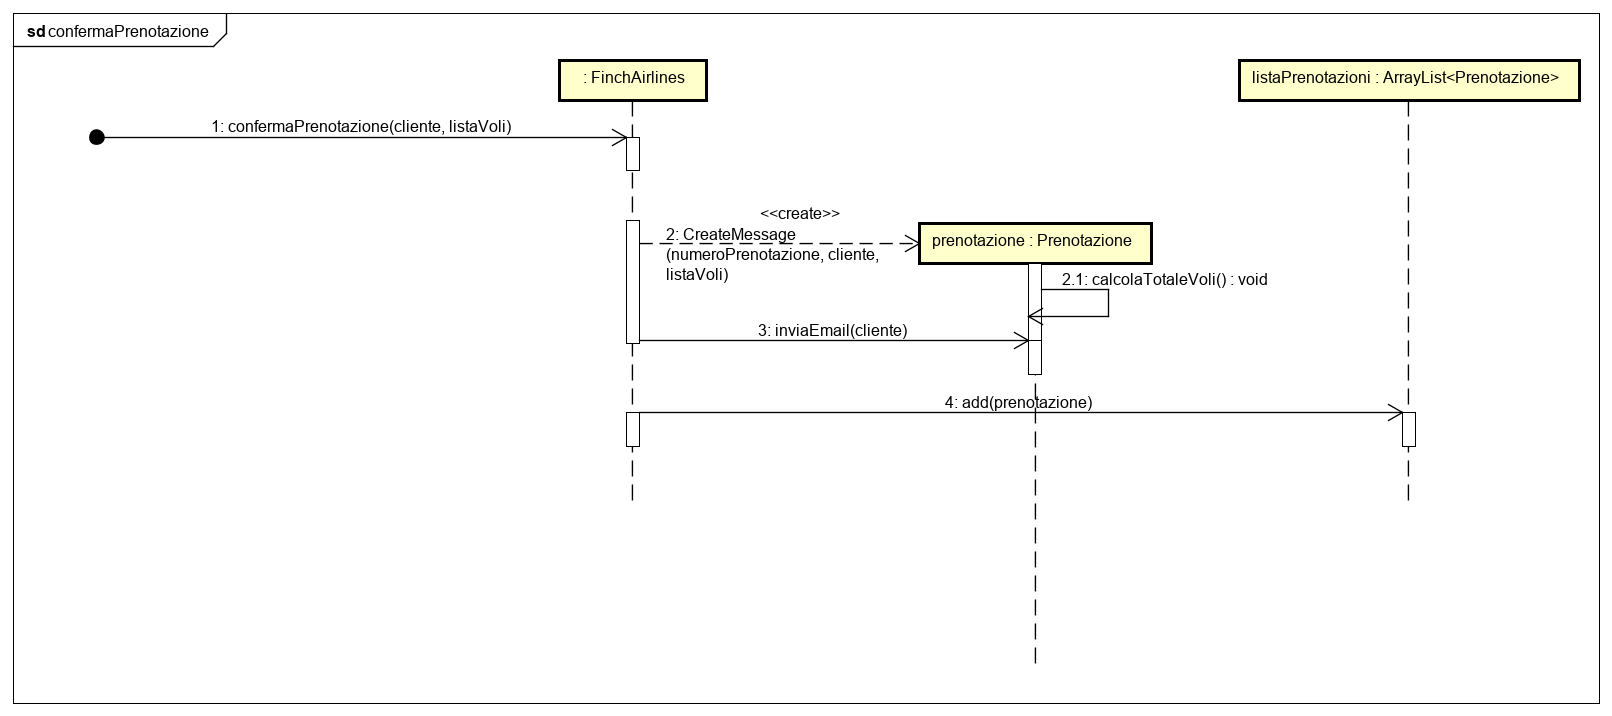 sd confermaPrenotazione
: FinchAirlines
listaPrenotazioni : ArrayList<Prenotazione>
1: confermaPrenotazione(cliente, listaVoli)
<<create>>
2: CreateMessage
(numeroPrenotazione, cliente,
listaVoli)
prenotazione : Prenotazione
2.1: calcolaTotaleVoli() : void
3: inviaEmail(cliente)
4: add(prenotazione)